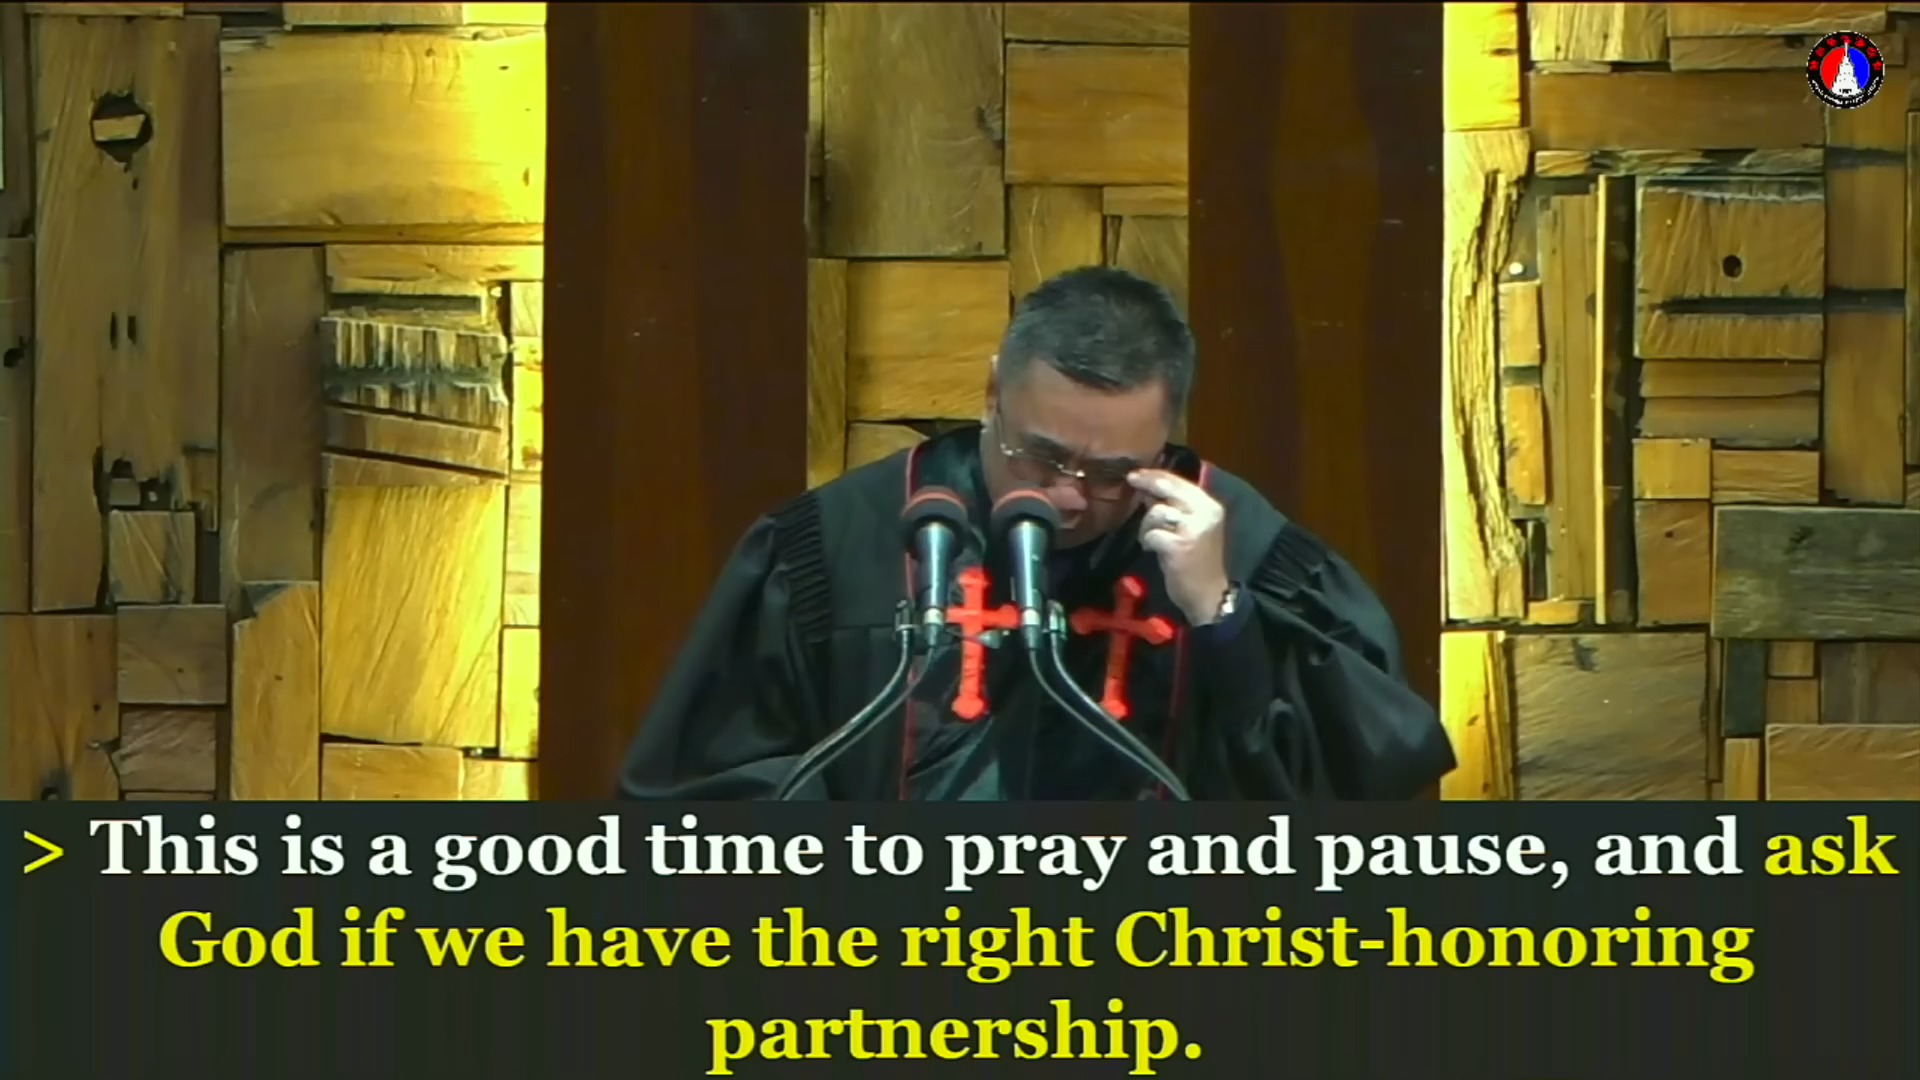 > This is a good time to pray and pause, and ask
God if we have the right Christ-honoring
partnership.